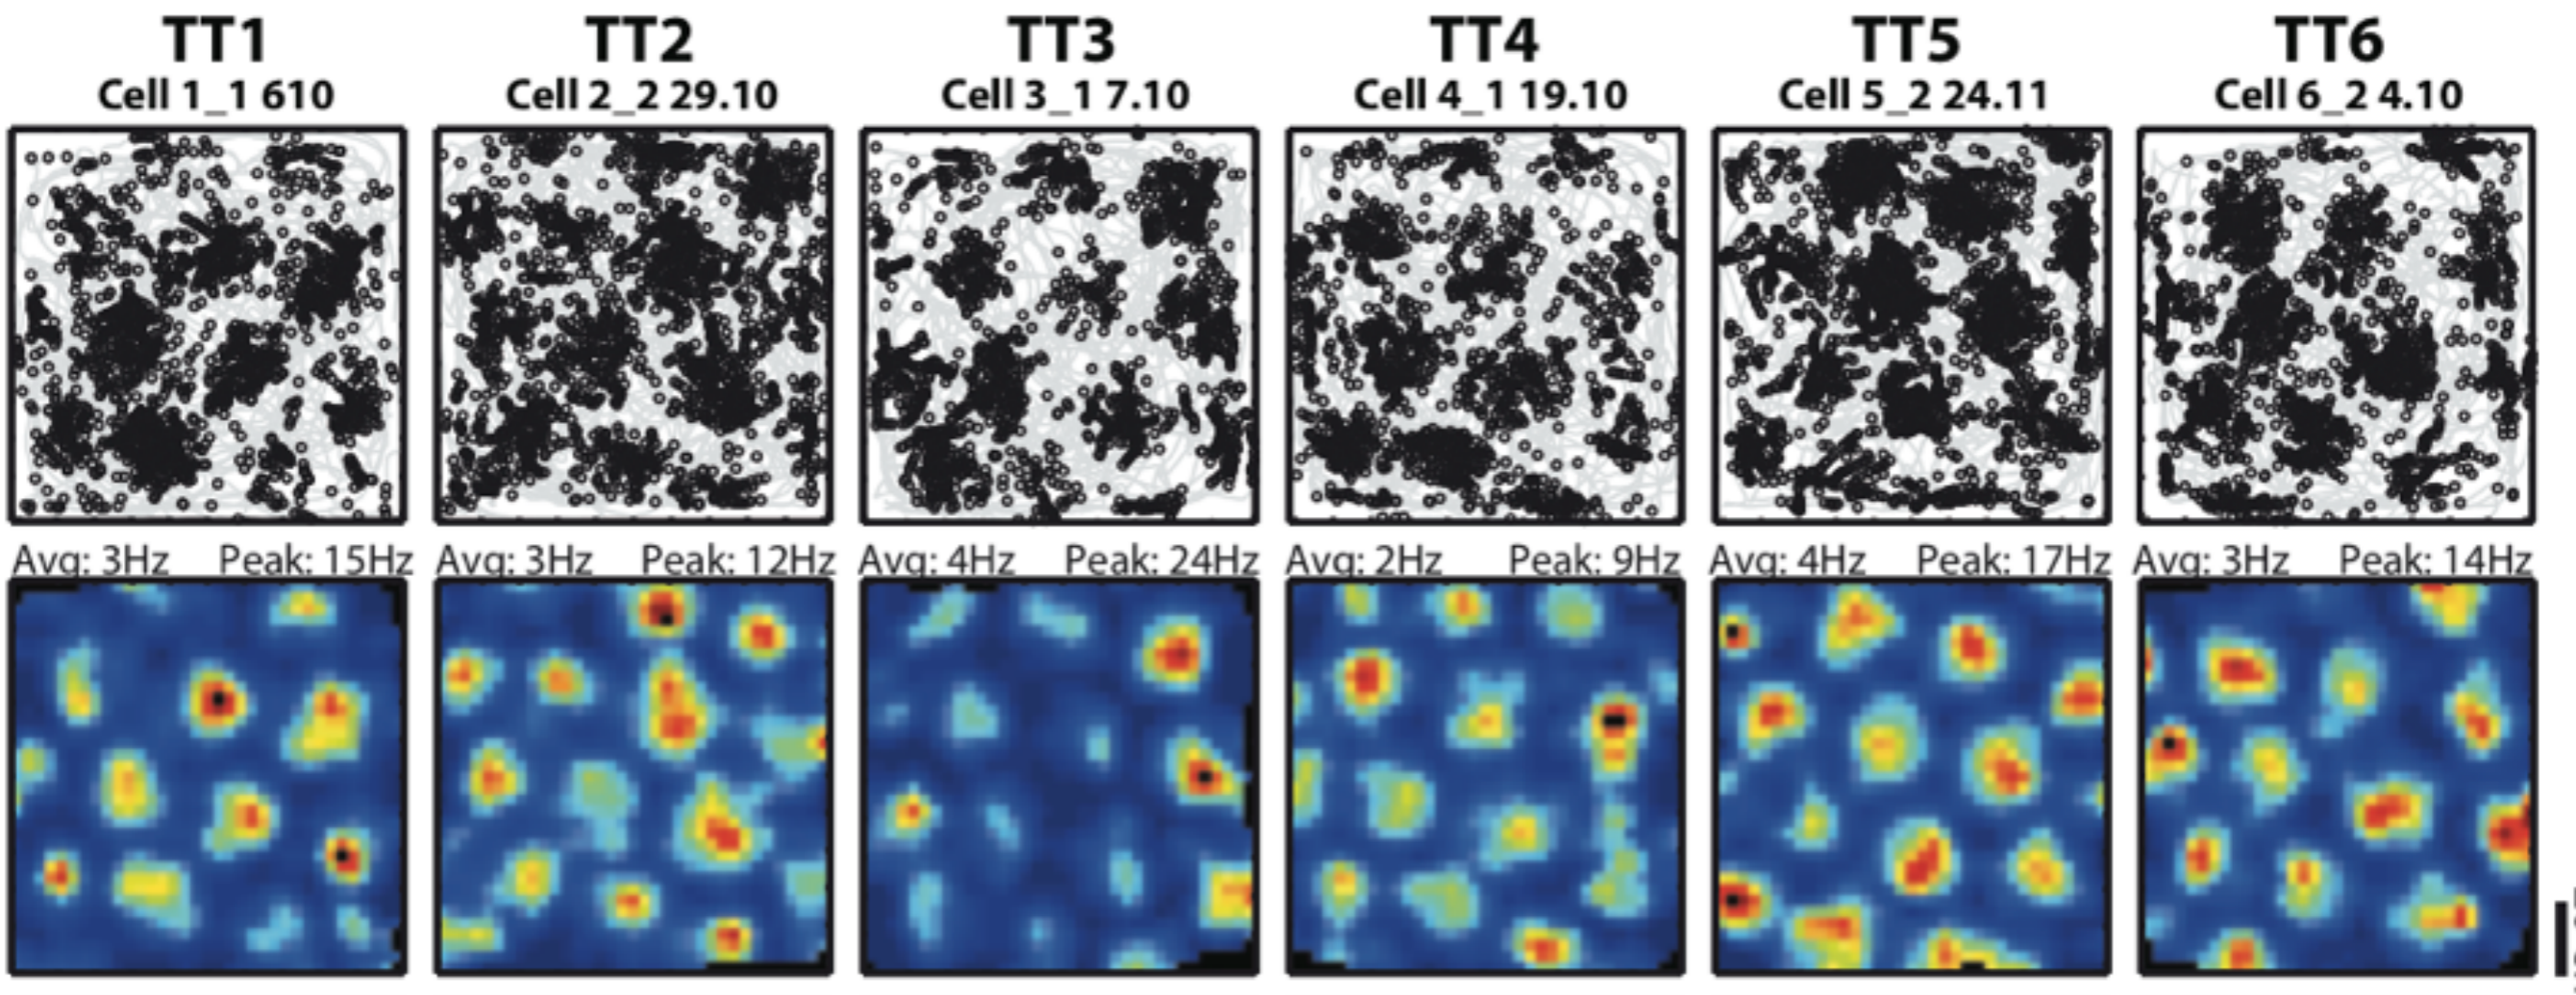 TT1 TT2 TT3 TT4 TT5 TT6
Cell 1_1 610 Cell 2_2 29.10 Cell 3_1 7.10 Cell 4_1 19.10 Cell 5_2 24.11 Cell 6_2 4.10
Avg: 3Hz Peak: 15Hz Avg: 3Hz Peak: 12Hz Avg: 4Hz Peak: 24Hz Avg: 2Hz Peak: 9Hz Avg: 4Hz Peak: 17Hz Avg: 3Hz Peak: 14Hz